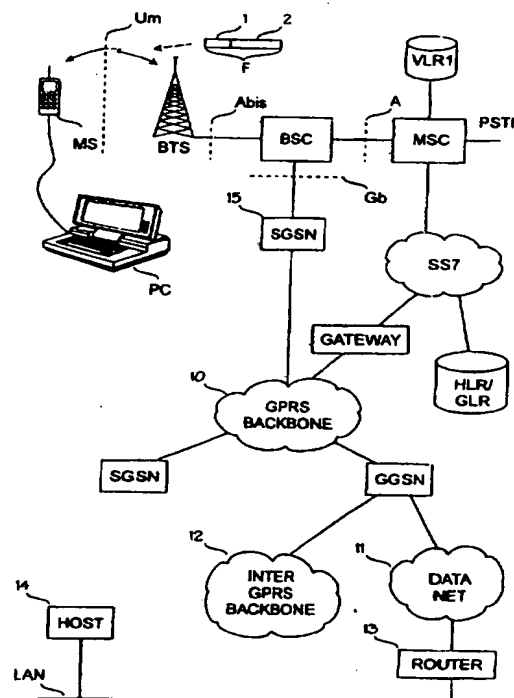 Um
1
2
F
VLR1
MS
BTS
Abis
BSC
A
MSC
PSTI
Gb
15
SGSN
PC
SS7
GATEWAY
HLR/
GLR
10
GPRS
BACKBONE
SGSN
GGSN
12
INTER
GPRS
BACKBONE
11
DATA
NET
14
HOST
13
ROUTER
LAN